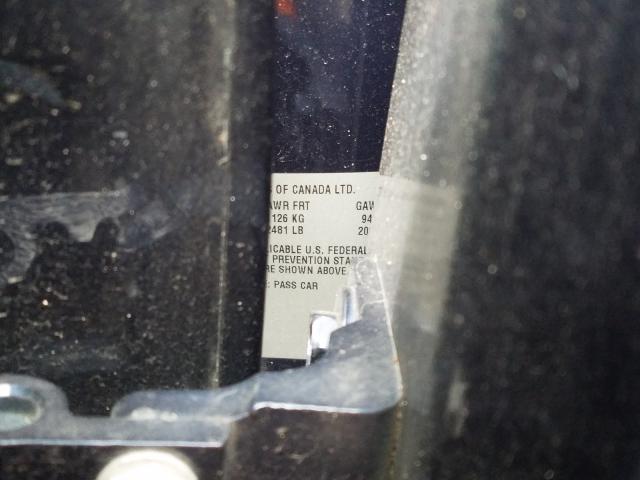 OF CANADA LTD.
AWR FRT GAW
126 KG 94
2481 LB 20
ICABLE U.S. FEDERAL
PREVENTION STAN
RE SHOWN ABOVE
: PASS CAR